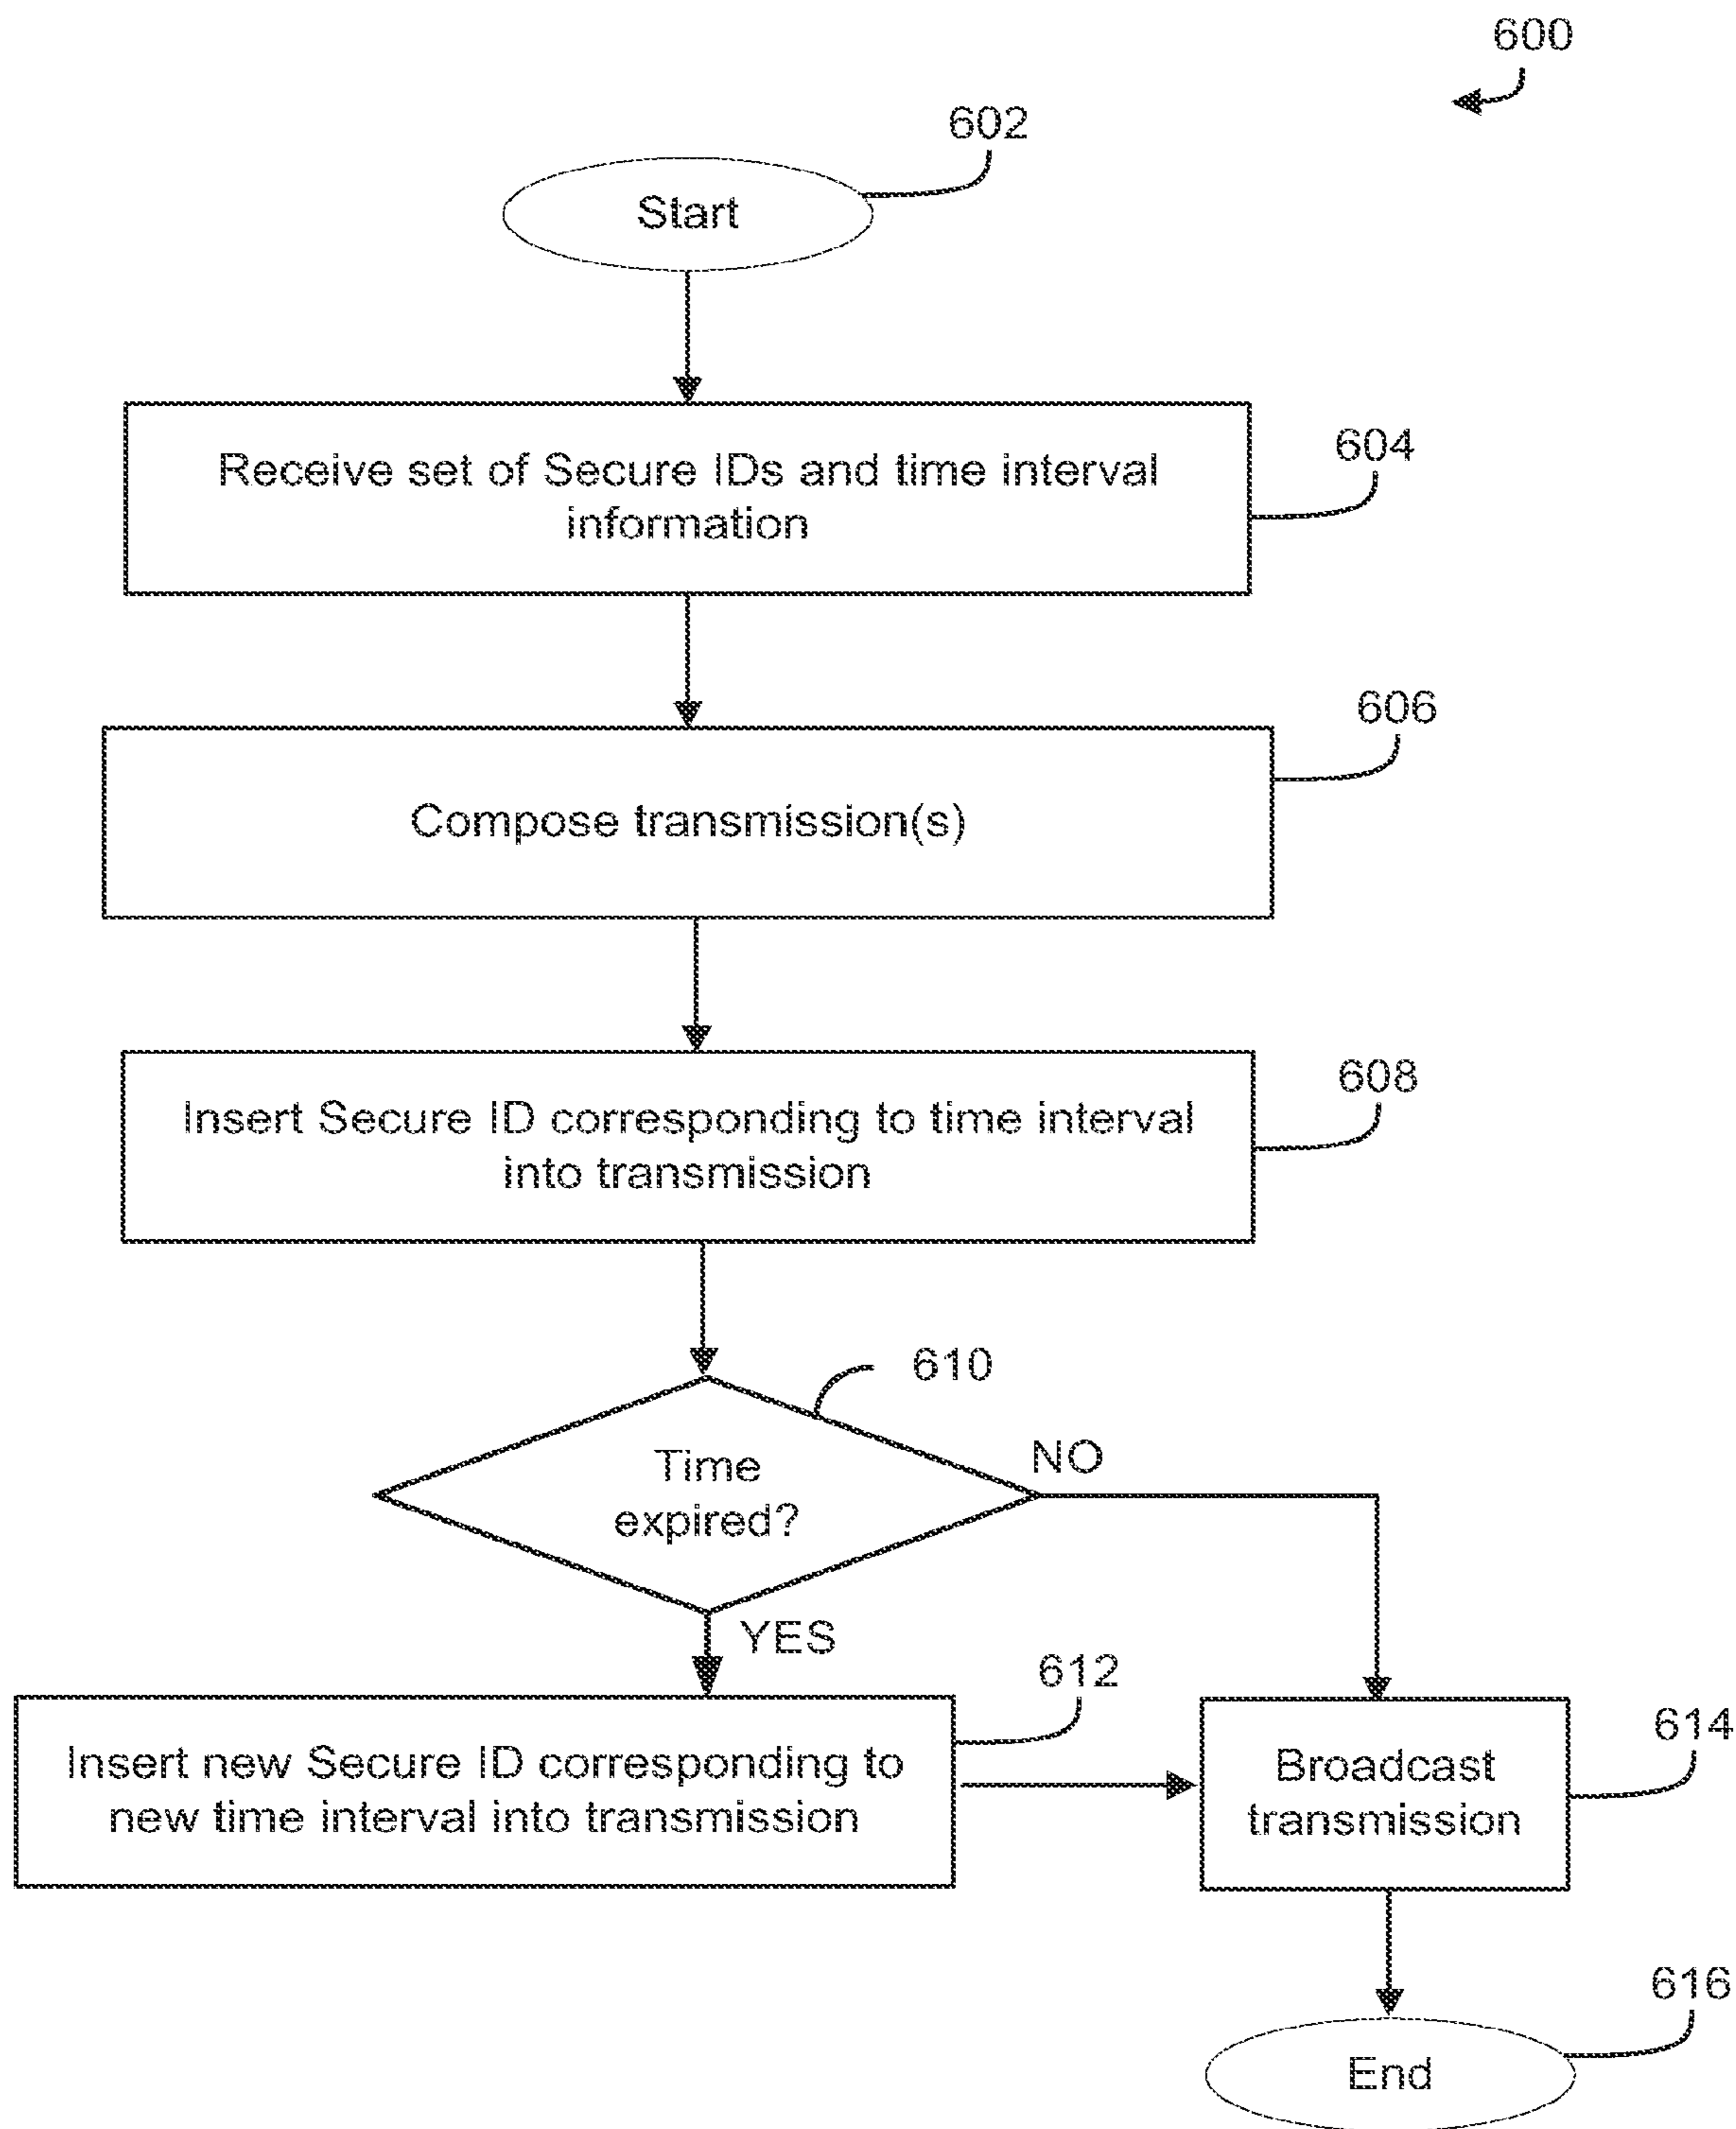 600
602
Start
604
Receive set of Secure IDs and time interval
information
606
Compose transmission(s)
608
Insert Secure ID corresponding to time interval
into transmission
610
Time
expired?
NO
YES
612
Insert new Secure ID corresponding to
new time interval into transmission
614
Broadcast
transmission
616
End